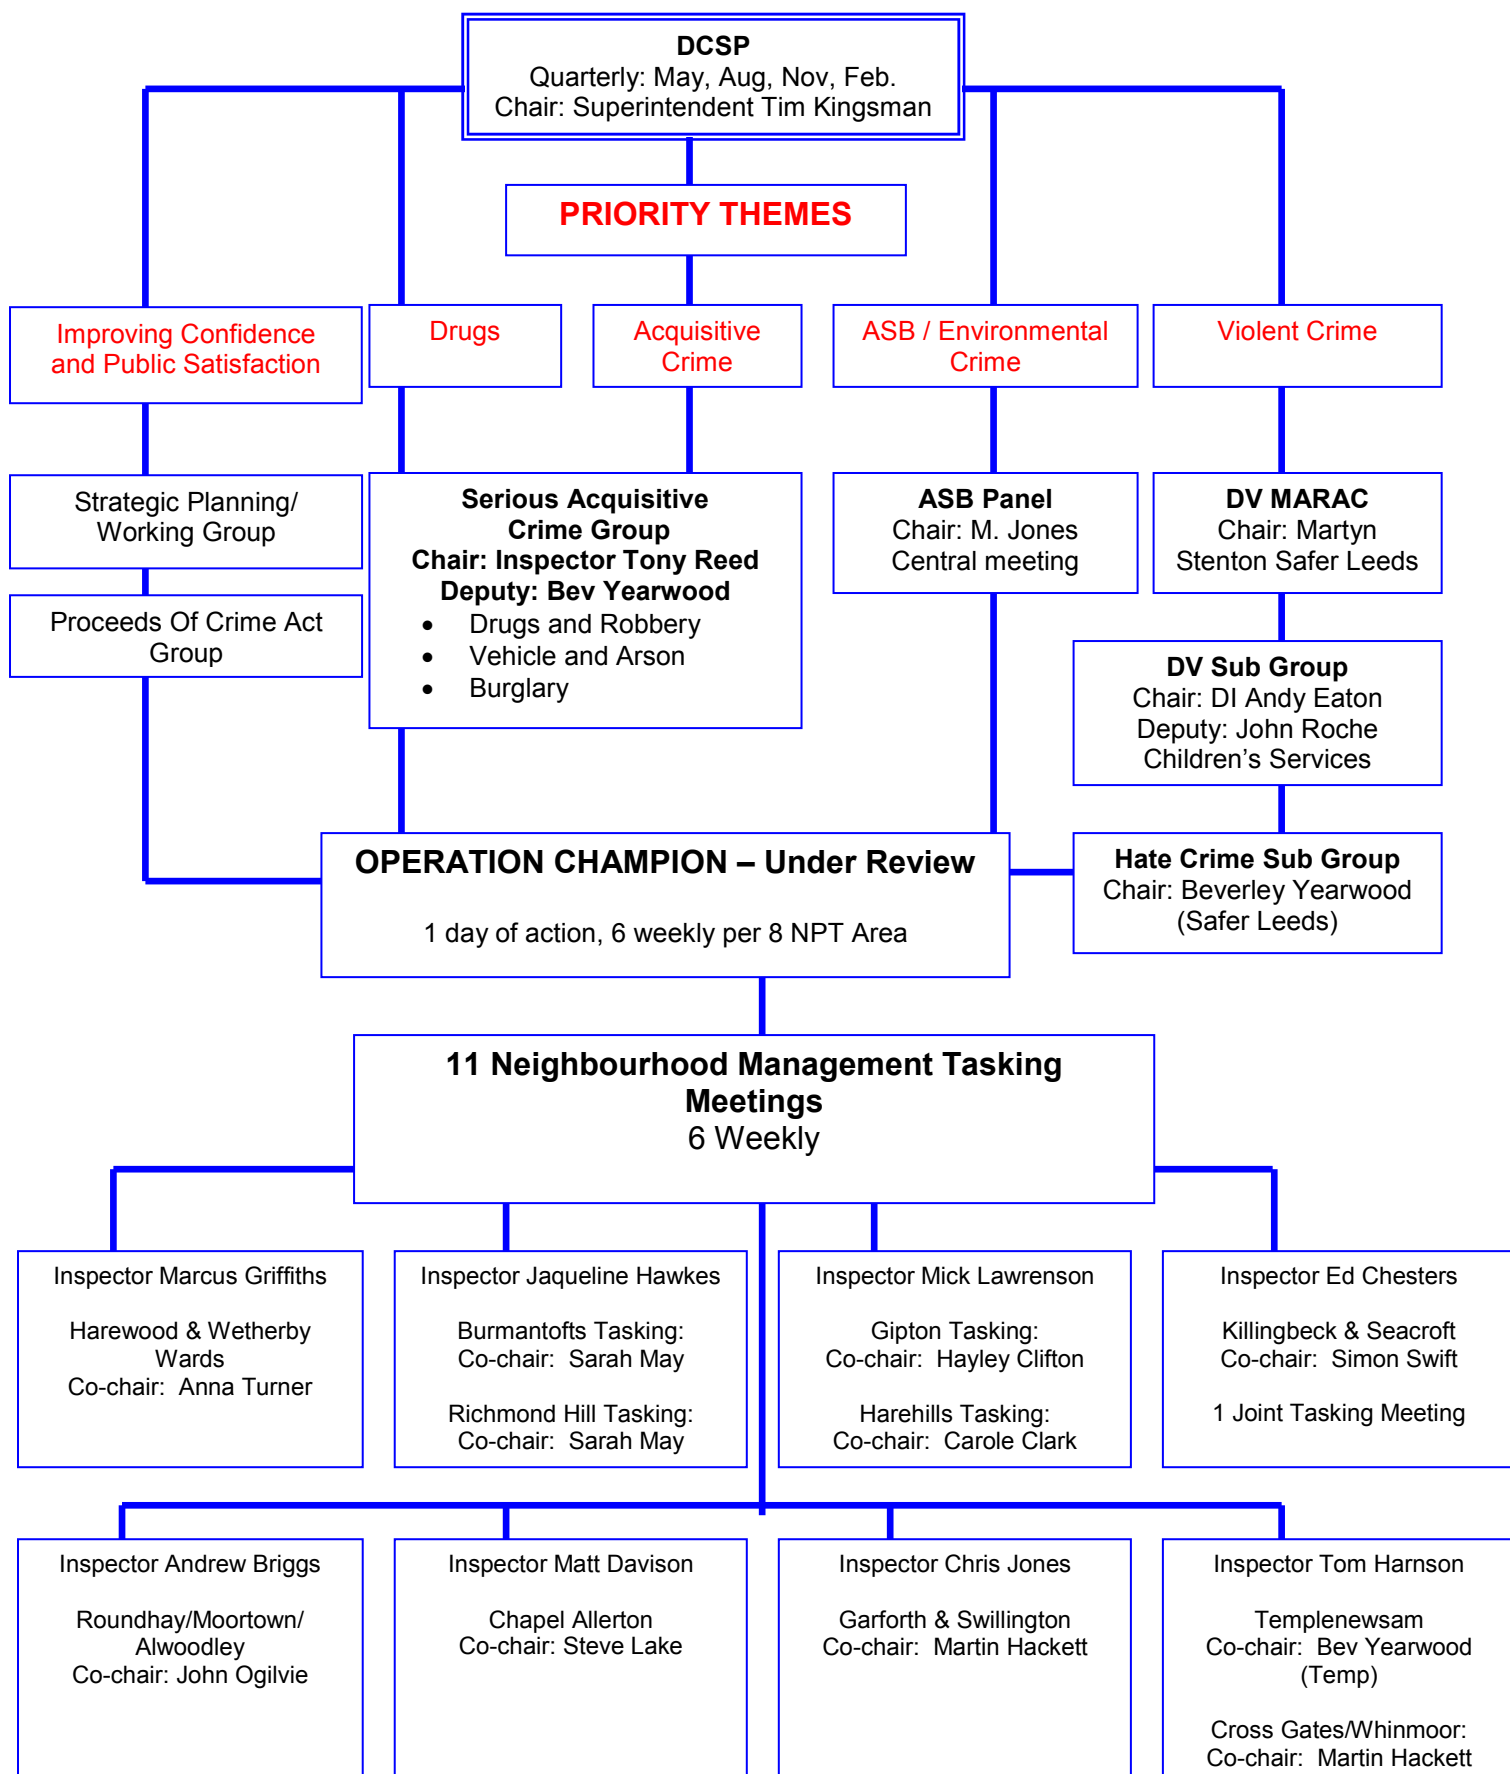 DCSP
Quarterly: May, Aug, Nov, Feb.
Chair: Superintendent Tim Kingsman
PRIORITY THEMES
Improving Confidence
and Public Satisfaction
Drugs
Acquisitive
Crime
ASB / Environmental
Crime
Violent Crime
Strategic Planning/
Working Group
Proceeds Of Crime Act
Group
Serious Acquisitive
Crime Group
Chair: Inspector Tony Reed
Deputy: Bev Yearwood
• Drugs and Robbery
• Vehicle and Arson
• Burglary
ASB Panel
Chair: M. Jones
Central meeting
DV MARAC
Chair: Martyn
Stenton Safer Leeds
DV Sub Group
Chair: DI Andy Eaton
Deputy: John Roche
Children’s Services
Hate Crime Sub Group
Chair: Beverley Yearwood
(Safer Leeds)
OPERATION CHAMPION – Under Review
1 day of action, 6 weekly per 8 NPT Area
11 Neighbourhood Management Tasking
Meetings
6 Weekly
Inspector Marcus Griffiths
Harewood & Wetherby
Wards
Co-chair: Anna Turner
Inspector Jaqueline Hawkes
Burmantofts Tasking:
Co-chair: Sarah May
Richmond Hill Tasking:
Co-chair: Sarah May
Inspector Mick Lawrenson
Gipton Tasking:
Co-chair: Hayley Clifton
Harehills Tasking:
Co-chair: Carole Clark
Inspector Ed Chesters
Killingbeck & Seacroft
Co-chair: Simon Swift
1 Joint Tasking Meeting
Inspector Andrew Briggs
Roundhay/Moortown/
Alwoodley
Co-chair: John Ogilvie
Inspector Matt Davison
Chapel Allerton
Co-chair: Steve Lake
Inspector Chris Jones
Garforth & Swillington
Co-chair: Martin Hackett
Inspector Tom Harnson
Templenewsam
Co-chair: Bev Yearwood
(Temp)
Cross Gates/Whinmoor:
Co-chair: Martin Hackett